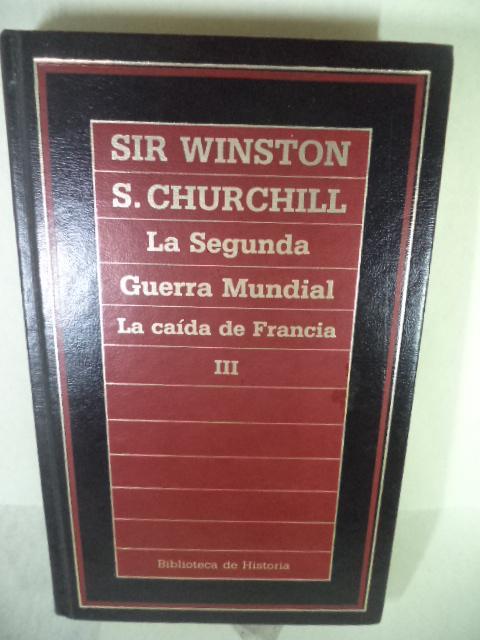 SIR WINSTON
S. CHURCHILL
La Segunda
Guerra Mundial
La caída de Francia
III
Biblioteca de Historia